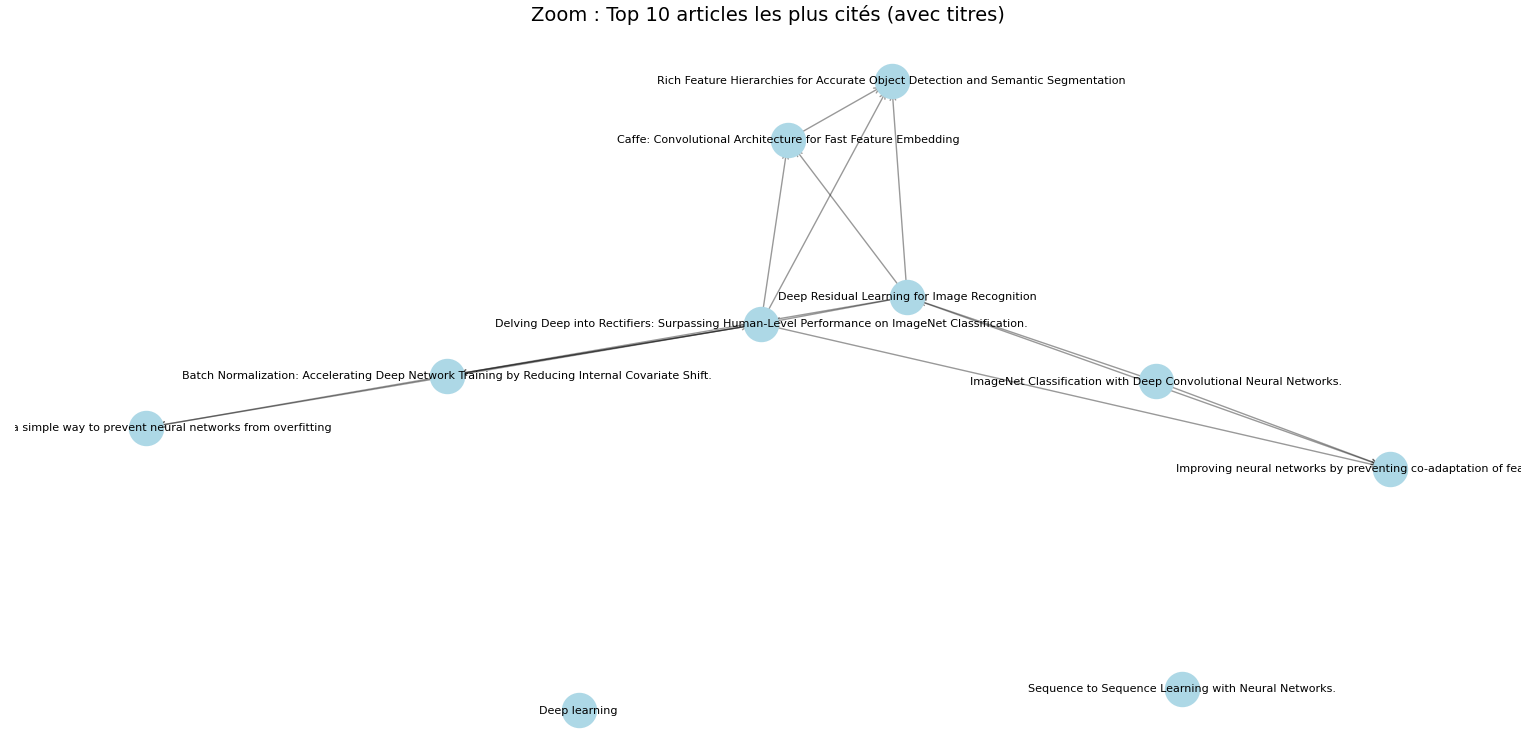 Zoom : Top 10 articles les plus cités (avec titres)
Rich Feature Hierarchies for Accurate Object Detection and Semantic Segmentation
Caffe: Convolutional Architecture for Fast Feature Embedding
Deep Residual Learning for Image Recognition
Delving Deep into Rectifiers: Surpassing Human-Level Performance on ImageNet Classification.
Batch Normalization: Accelerating Deep Network Training by Reducing Internal Covariate Shift.
ImageNet Classification with Deep Convolutional Neural Networks.
a simple way to prevent neural networks from overfitting
Improving neural networks by preventing co-adaptation of fea
Sequence to Sequence Learning with Neural Networks.
Deep learning